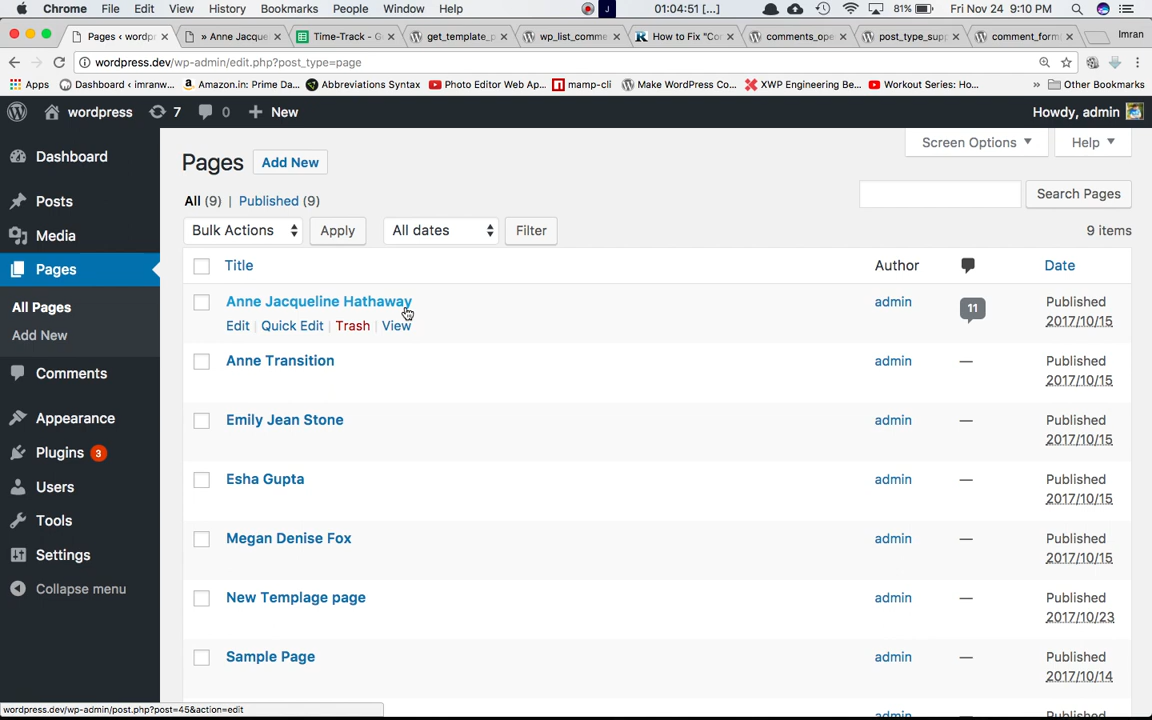 Chrome File Edit View History Bookmarks People Window Help 01:04:51 [...] 81% Fri Nov 24 9:10 PM
Pages ‹ wordpr » Anne Jacque Time-Track - G get_template_p wp_list_comme How to Fix "Cor comments_ope post_type_supp comment_form Imran
wordpress.dev/wp-admin/edit.php?post_type=page
Apps Dashboard ‹ imranw... Amazon.in: Prime Da... Abbreviations Syntax Photo Editor Web Ap... mamp-cli Make WordPress Co... XWP Engineering Be... Workout Series: Ho... » Other Bookmarks
wordpress 7 0 + New Howdy, admin
Screen Options Help
Dashboard
Posts
Media
Pages
All Pages
Add New
Comments
Appearance
Plugins 3
Users
Tools
Settings
Collapse menu
Pages Add New
All (9) | Published (9)
Search Pages
Bulk Actions Apply All dates Filter 9 items
Title Author Date
Anne Jacqueline Hathaway admin 11 Published
Edit | Quick Edit | Trash | View 2017/10/15
Anne Transition admin — Published
2017/10/15
Emily Jean Stone admin — Published
2017/10/15
Esha Gupta admin — Published
2017/10/15
Megan Denise Fox admin — Published
2017/10/15
New Templage page admin — Published
2017/10/23
Sample Page admin — Published
2017/10/14
admin Published
wordpress.dev/wp-admin/post.php?post=45&action=edit